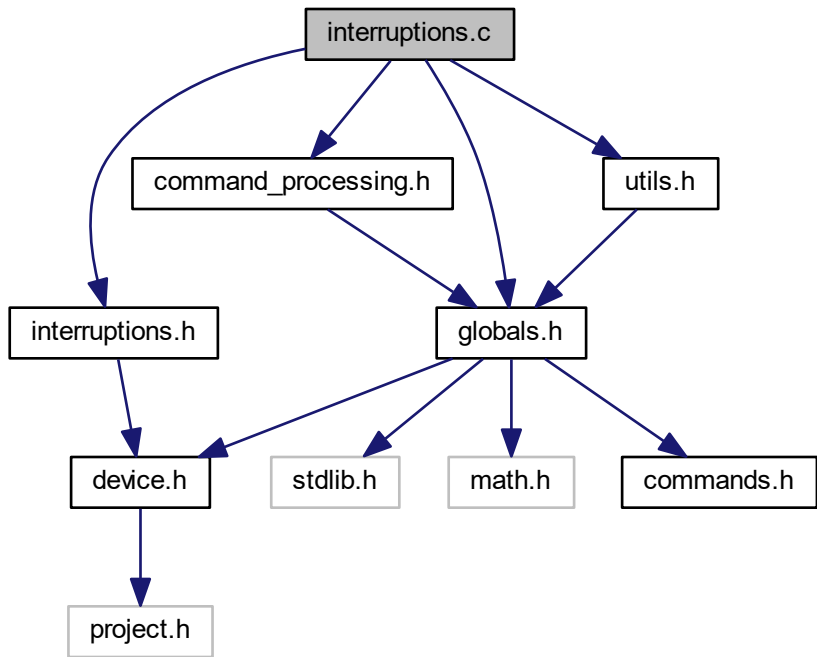 interruptions.c
command_processing.h
utils.h
interruptions.h
globals.h
device.h
stdlib.h
math.h
commands.h
project.h